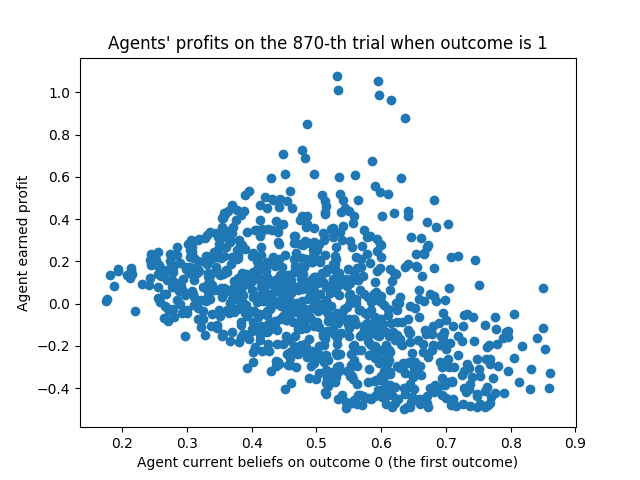 Agents' profits on the 870-th trial when outcome is 1
1.0
0.8
0.6
0.4
0.2
0.0
−0.2
−0.4
Agent earned profit
0.2 0.3 0.4 0.5 0.6 0.7 0.8 0.9
Agent current beliefs on outcome 0 (the first outcome)